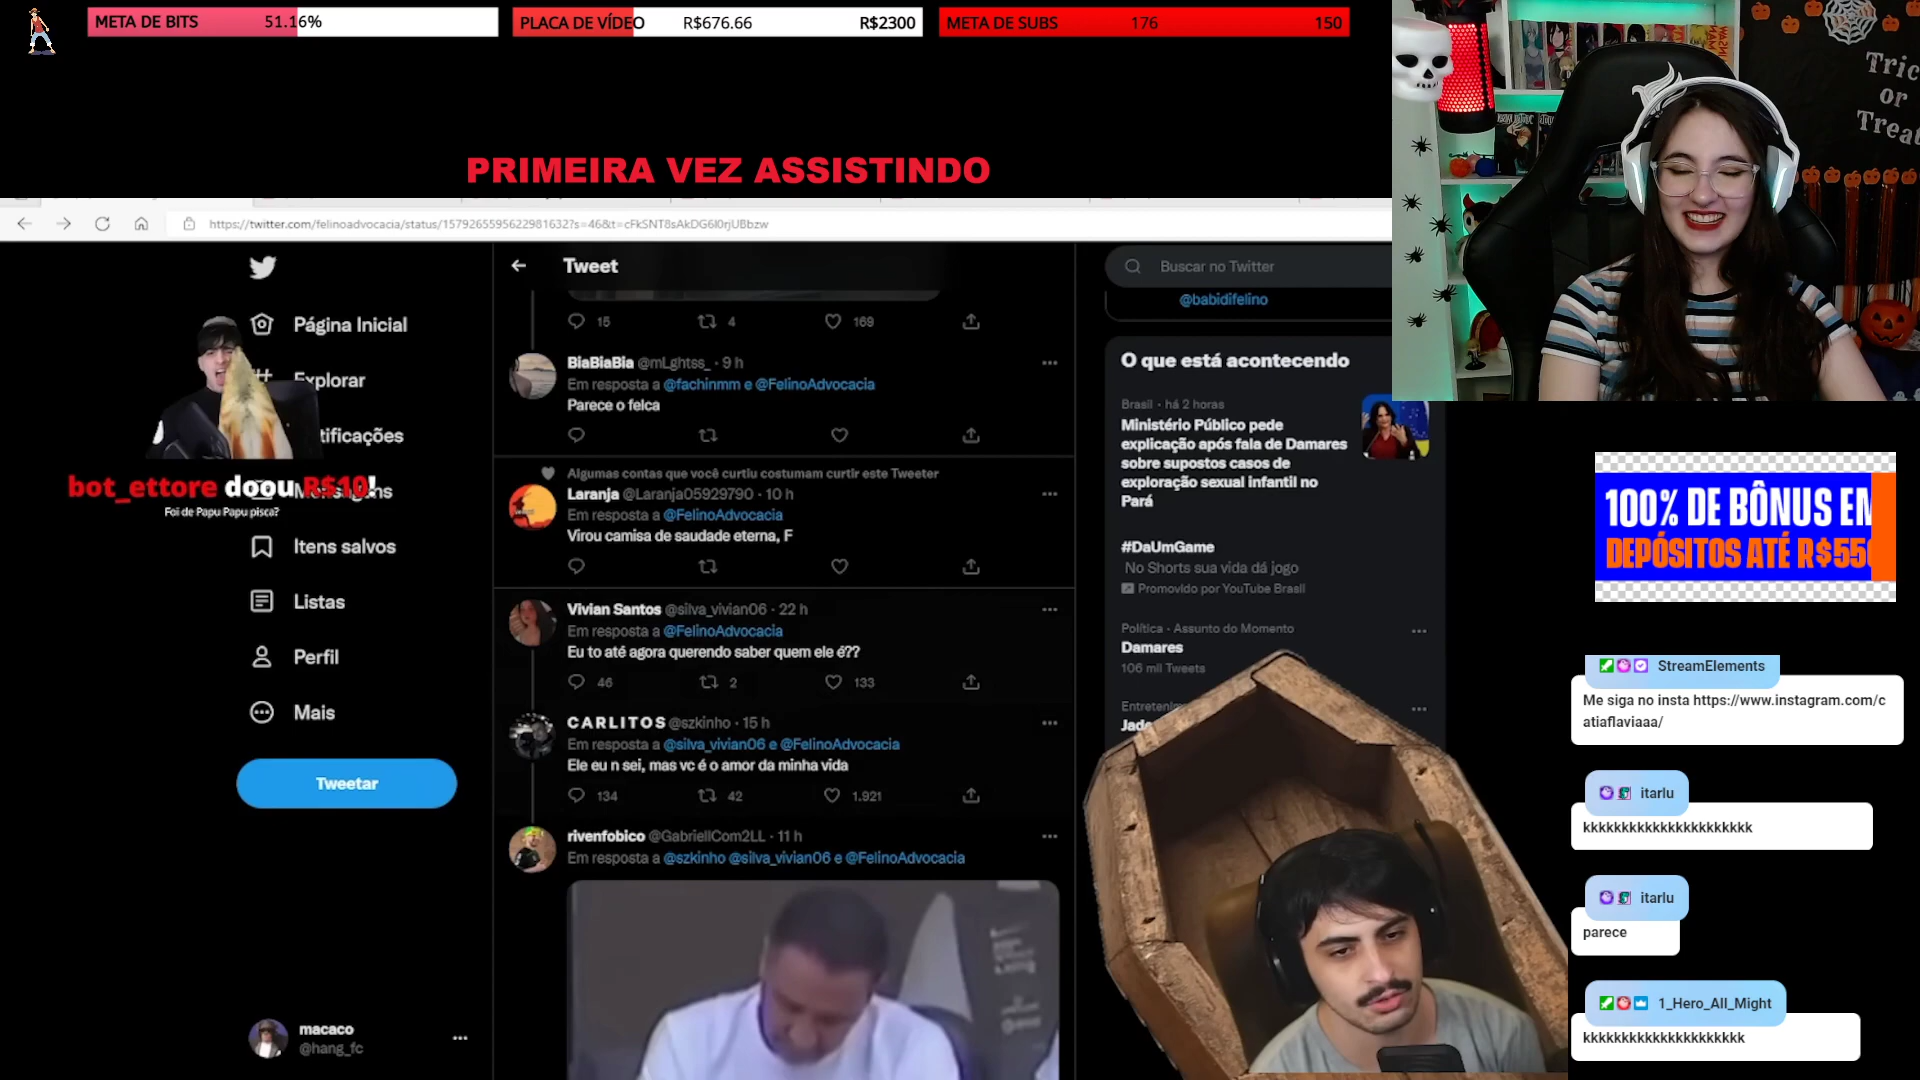 META DE BITS 51.16%
PLACA DE VÍDEO R$676.66 R$2300
META DE SUBS 176 150
PRIMEIRA VEZ ASSISTINDO
Tric
or
Treat
Tweet
Buscar no Twitter
@babidifelino
Página Inicial
Explorar
tificações
Itens salvos
Listas
Perfil
Mais
Tweetar
macaco
@hang_fc
bot_ettore doou R$10!
Foi de Papu Papu pisca?
15 4 169
BiaBiaBia @mLghtss_ · 9 h
Em resposta a @fachinmm e @FelinoAdvocacia
Parece o felca
Algumas contas que você curtiu costumam curtir este Tweeter
Laranja @Laranja05929790 · 10 h
Em resposta a @FelinoAdvocacia
Virou camisa de saudade eterna, F
Vivian Santos @silva_vivian06 · 22 h
Em resposta a @FelinoAdvocacia
Eu to até agora querendo saber quem ele é??
46 2 133
CARLITOS @szkinho · 15 h
Em resposta a @silva_vivian06 e @FelinoAdvocacia
Ele eu n sei, mas vc é o amor da minha vida
134 42 1.921
rivenfobico @GabriellCom2LL · 11 h
Em resposta a @szkinho @silva_vivian06 e @FelinoAdvocacia
O que está acontecendo
Brasil · há 2 horas
Ministério Público pede
explicação após fala de Damares
sobre supostos casos de
exploração sexual infantil no
Pará
#DaUmGame
No Shorts sua vida dá jogo
Promovido por YouTube Brasil
Política · Assunto do Momento
Damares
106 mil Tweets
Entretenim
Jade
100% DE BÔNUS EM
DEPÓSITOS ATÉ R$550
StreamElements
Me siga no insta https://www.instagram.com/c
atiaflaviaaa/
itarlu
kkkkkkkkkkkkkkkkkkkkkk
itarlu
parece
1_Hero_All_Might
kkkkkkkkkkkkkkkkkkkkk